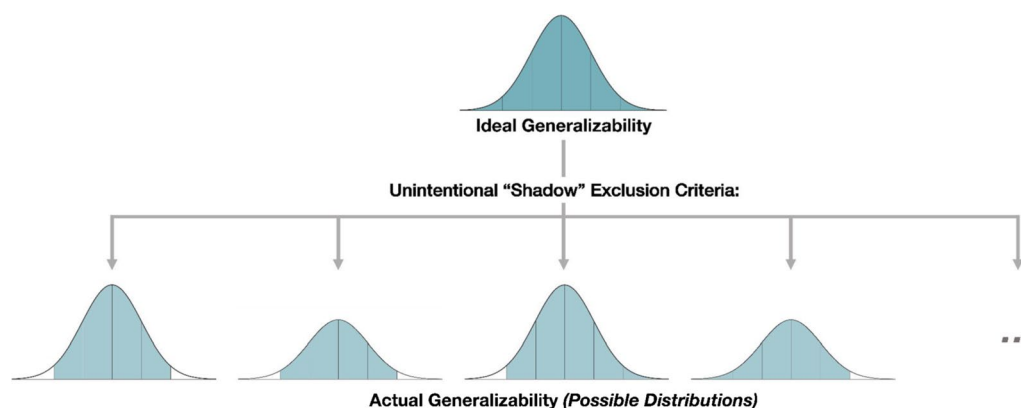 Ideal Generalizability
Unintentional “Shadow” Exclusion Criteria:
Actual Generalizability (Possible Distributions)